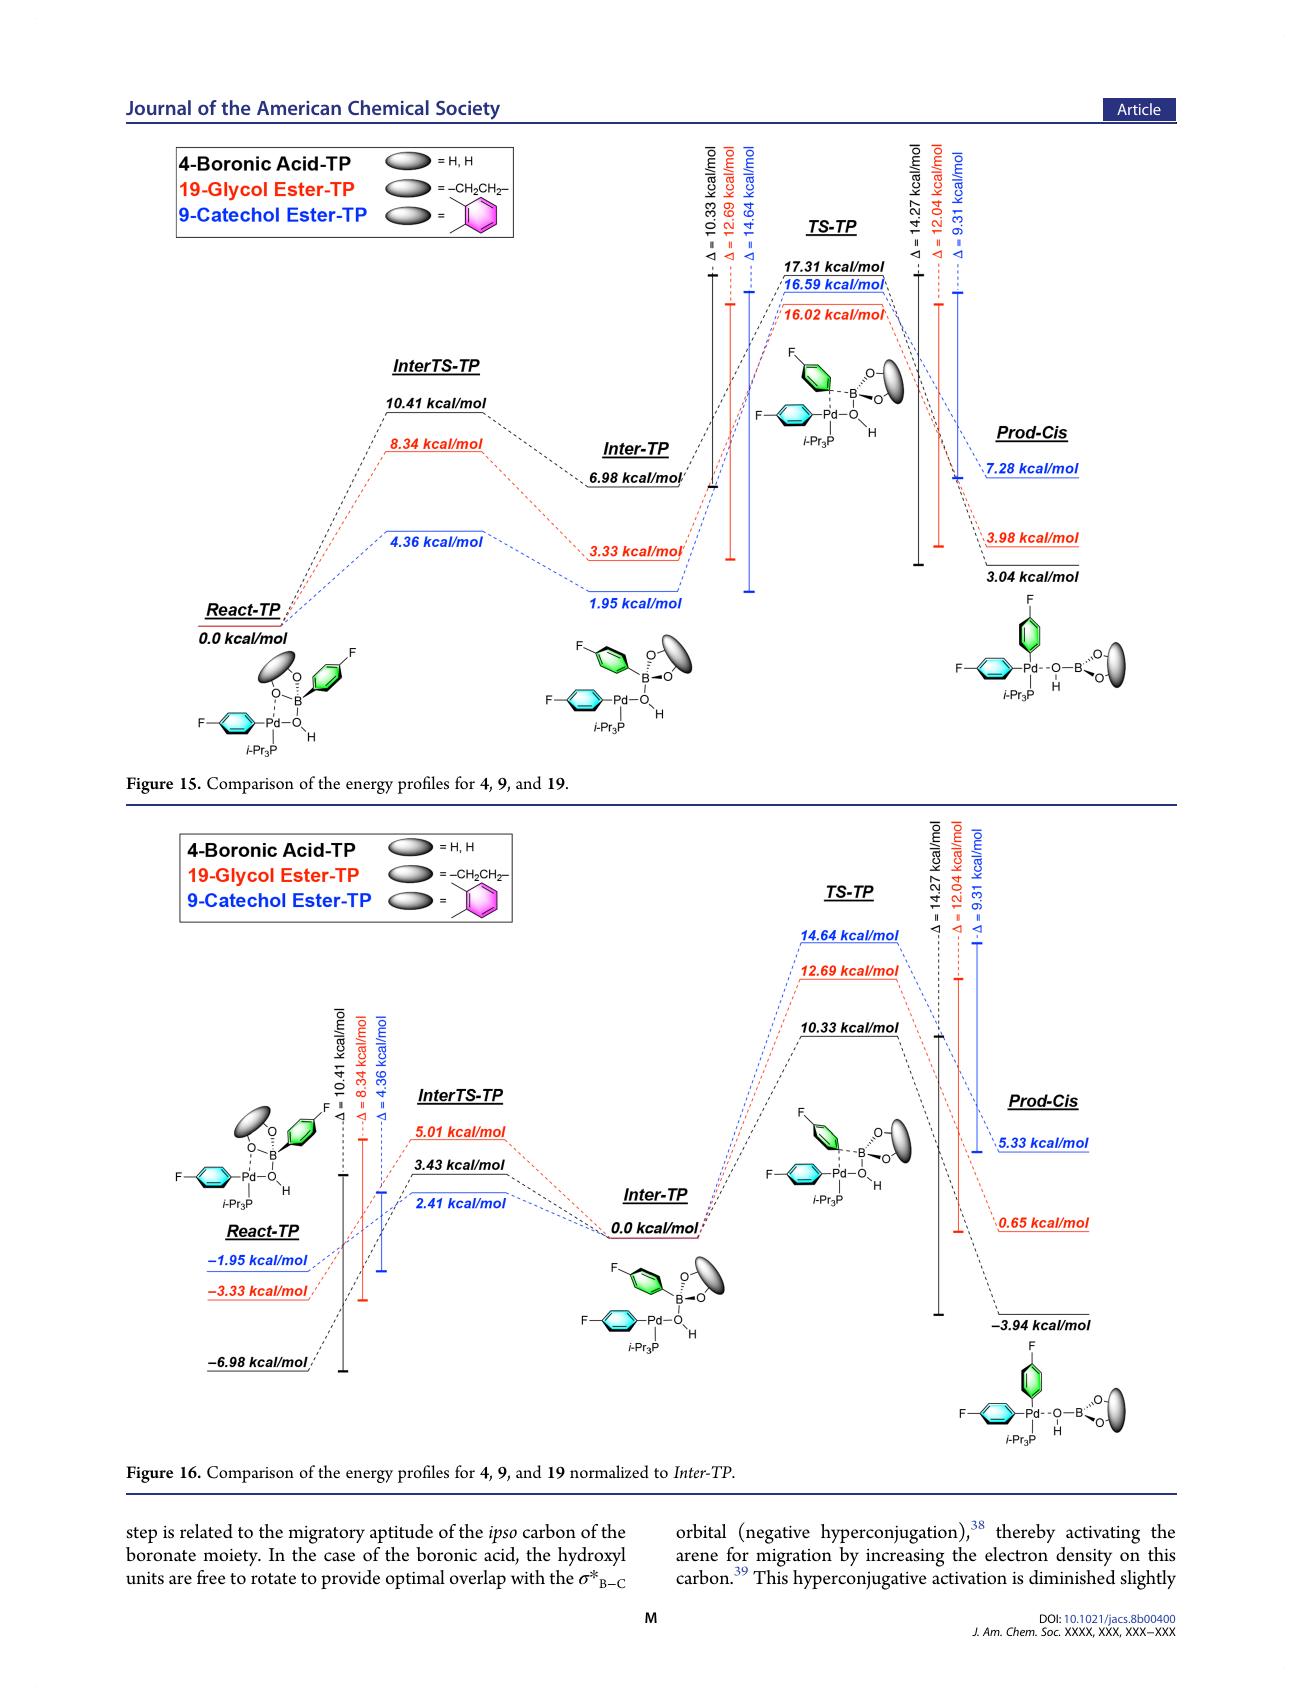 Journal of the American Chemical Society
Article
4-Boronic Acid-TP
= H, H
19-Glycol Ester-TP
= –CH₂CH₂–
9-Catechol Ester-TP
=
Δ = 10.33 kcal/mol
Δ = 12.69 kcal/mol
Δ = 14.64 kcal/mol
Δ = 14.27 kcal/mol
Δ = 12.04 kcal/mol
Δ = 9.31 kcal/mol
TS-TP
17.31 kcal/mol
16.59 kcal/mol
16.02 kcal/mol
InterTS-TP
10.41 kcal/mol
8.34 kcal/mol
4.36 kcal/mol
Inter-TP
6.98 kcal/mol
3.33 kcal/mol
1.95 kcal/mol
Prod-Cis
7.28 kcal/mol
3.98 kcal/mol
3.04 kcal/mol
React-TP
0.0 kcal/mol
F
O
O
B
F
Pd
O
H
i-Pr₃P
F
O
O
B
F
Pd
O
H
i-Pr₃P
F
O
O
B
F
Pd
O
H
i-Pr₃P
F
F
Pd
O
B
O
O
H
i-Pr₃P
Figure 15. Comparison of the energy profiles for 4, 9, and 19.
4-Boronic Acid-TP
= H, H
19-Glycol Ester-TP
= –CH₂CH₂–
9-Catechol Ester-TP
=
Δ = 14.27 kcal/mol
Δ = 12.04 kcal/mol
Δ = 9.31 kcal/mol
TS-TP
14.64 kcal/mol
12.69 kcal/mol
10.33 kcal/mol
Δ = 10.41 kcal/mol
Δ = 8.34 kcal/mol
Δ = 4.36 kcal/mol
InterTS-TP
5.01 kcal/mol
3.43 kcal/mol
2.41 kcal/mol
Prod-Cis
5.33 kcal/mol
0.65 kcal/mol
–3.94 kcal/mol
Inter-TP
0.0 kcal/mol
React-TP
–1.95 kcal/mol
–3.33 kcal/mol
–6.98 kcal/mol
F
O
O
B
F
Pd
O
H
i-Pr₃P
F
O
O
B
F
Pd
O
H
i-Pr₃P
F
O
O
B
F
Pd
O
H
i-Pr₃P
F
F
Pd
O
B
O
O
H
i-Pr₃P
Figure 16. Comparison of the energy profiles for 4, 9, and 19 normalized to Inter-TP.
step is related to the migratory aptitude of the ipso carbon of the
boronate moiety. In the case of the boronic acid, the hydroxyl
units are free to rotate to provide optimal overlap with the σ*B−C
orbital (negative hyperconjugation),³⁸ thereby activating the
arene for migration by increasing the electron density on this
carbon.³⁹ This hyperconjugative activation is diminished slightly
M
DOI: 10.1021/jacs.8b00400
J. Am. Chem. Soc. XXXX, XXX, XXX−XXX